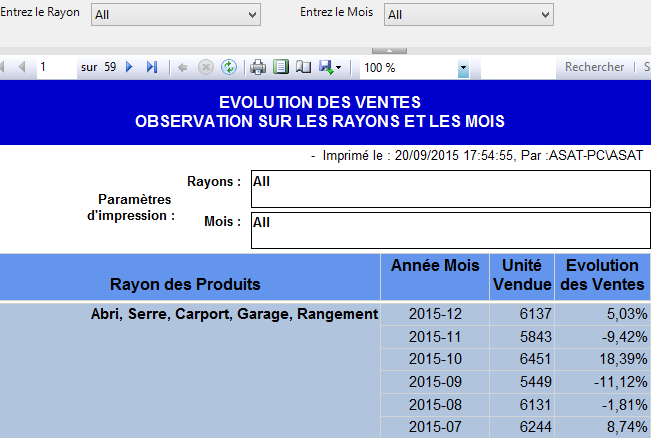 Entrez le Rayon All Entrez le Mois All
1 sur 59 100 % Rechercher S
EVOLUTION DES VENTES
OBSERVATION SUR LES RAYONS ET LES MOIS
- Imprimé le : 20/09/2015 17:54:55, Par :ASAT-PC\ASAT
Rayons : All
Paramètres
d'impression :
Mois : All
Rayon des Produits Année Mois Unité Vendue Evolution des Ventes
Abri, Serre, Carport, Garage, Rangement 2015-12 6137 5,03%
2015-11 5843 -9,42%
2015-10 6451 18,39%
2015-09 5449 -11,12%
2015-08 6131 -1,81%
2015-07 6244 8,74%